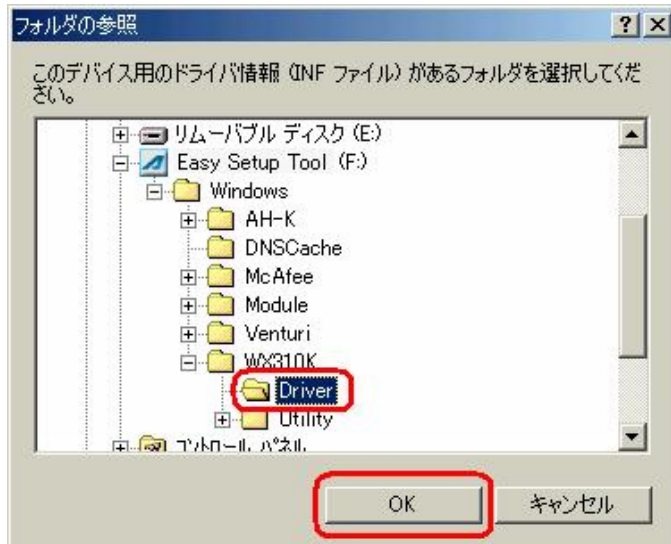 フォルダの参照
このデバイス用のドライバ情報 (INF ファイル) があるフォルダを選択してくだ
さい。
リムーバブル ディスク (E:)
Easy Setup Tool (F:)
Windows
AH-K
DNSCache
McAfee
Module
Venturi
WX310K
Driver
Utility
コントロール パネル
OK
キャンセル